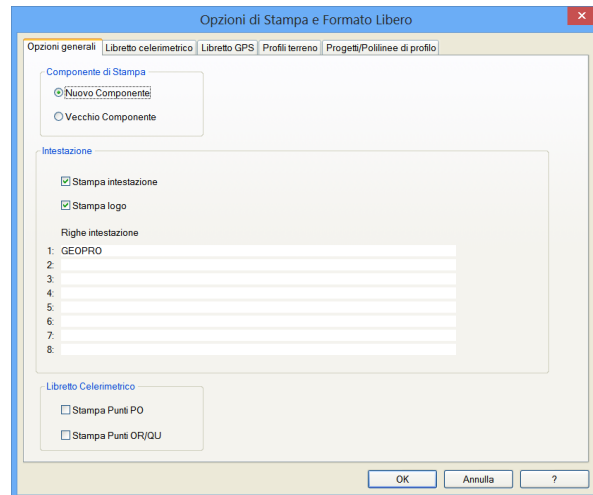 Opzioni di Stampa e Formato Libero
Opzioni generali Libretto celerimetrico Libretto GPS Profili terreno Progetti/Polilinee di profilo
Componente di Stampa
Nuovo Componente
Vecchio Componente
Intestazione
Stampa intestazione
Stampa logo
Righe intestazione
1: GEOPRO
2:
3:
4:
5:
6:
7:
8:
Libretto Celerimetrico
Stampa Punti PO
Stampa Punti OR/QU
OK Annulla ?